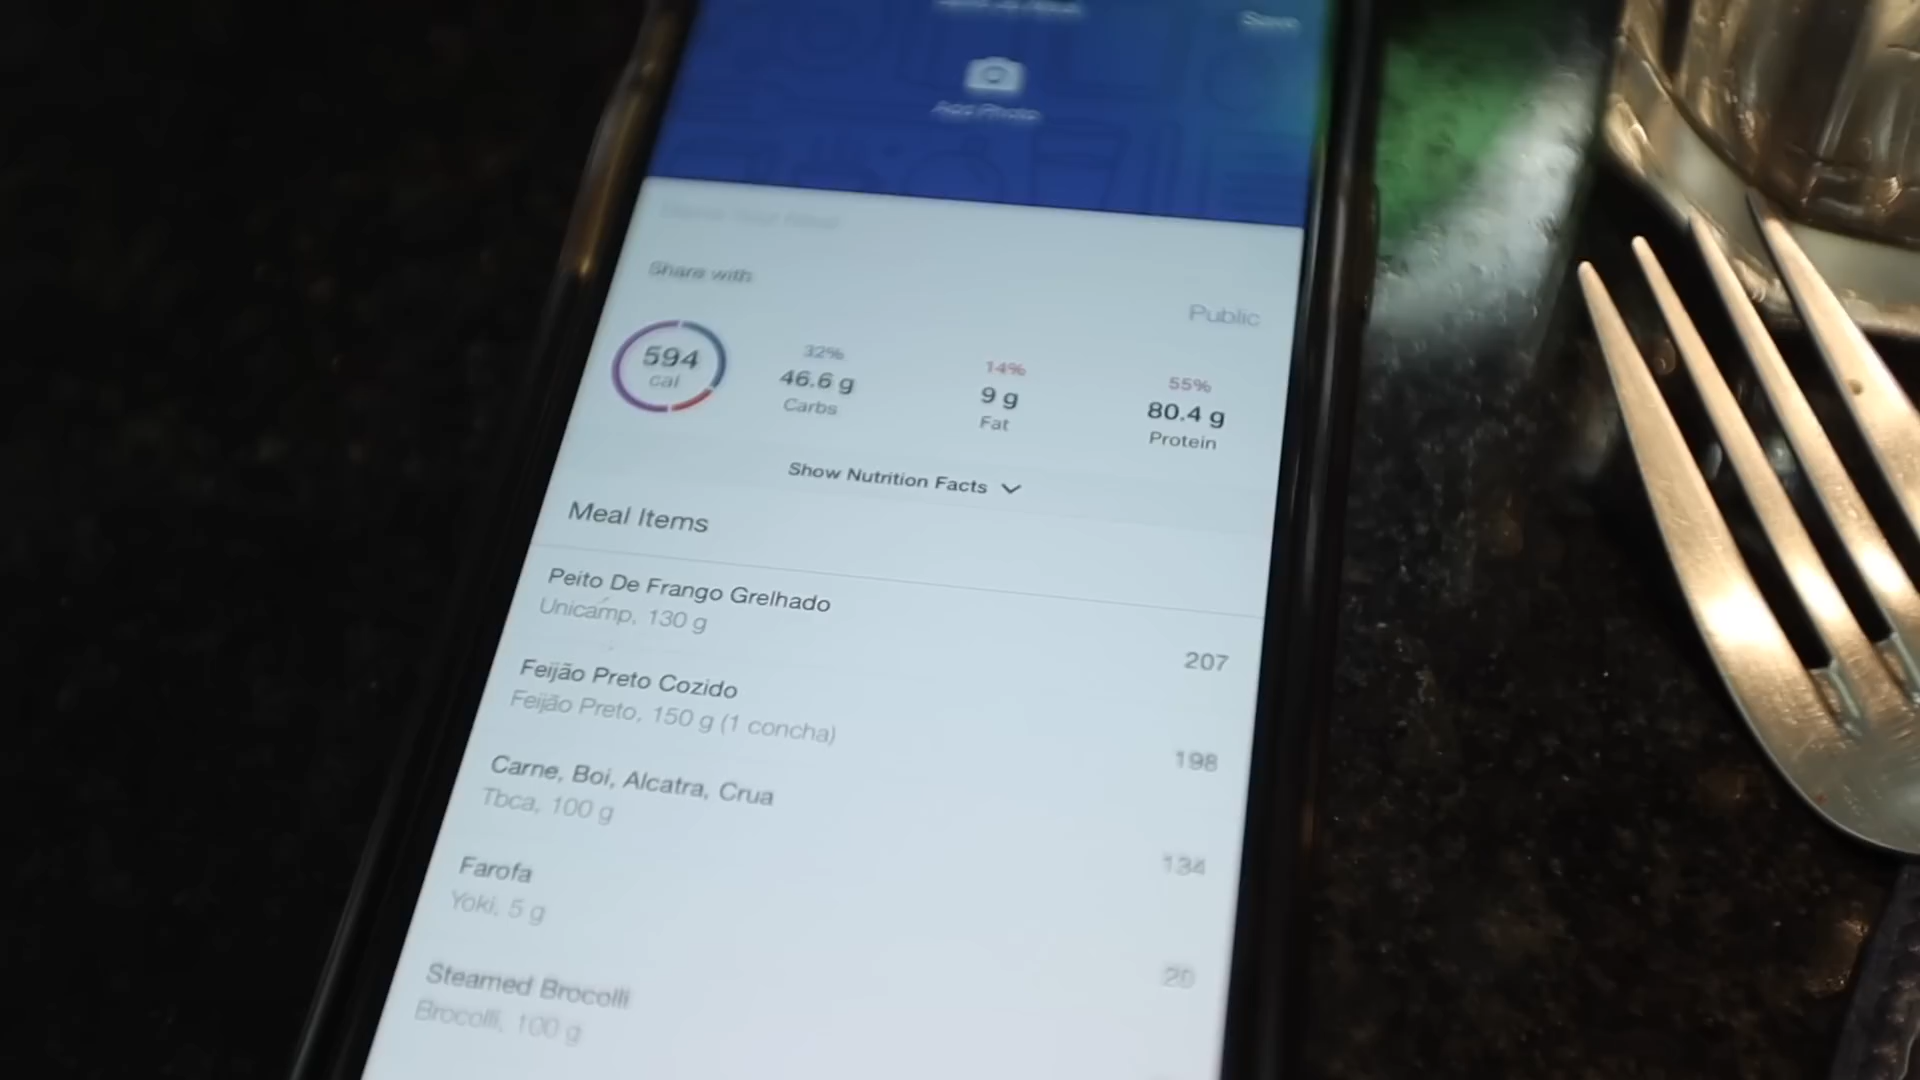 Save
Add Photo
Share with
Public
594
cal
32%
46.6 g
Carbs
14%
9 g
Fat
55%
80.4 g
Protein
Show Nutrition Facts
Meal Items
Peito De Frango Grelhado
Unicamp, 130 g
207
Feijão Preto Cozido
Feijão Preto, 150 g (1 concha)
198
Carne, Boi, Alcatra, Crua
Tbca, 100 g
134
Farofa
Yoki, 5 g
20
Steamed Brocolli
Brocolli, 100 g